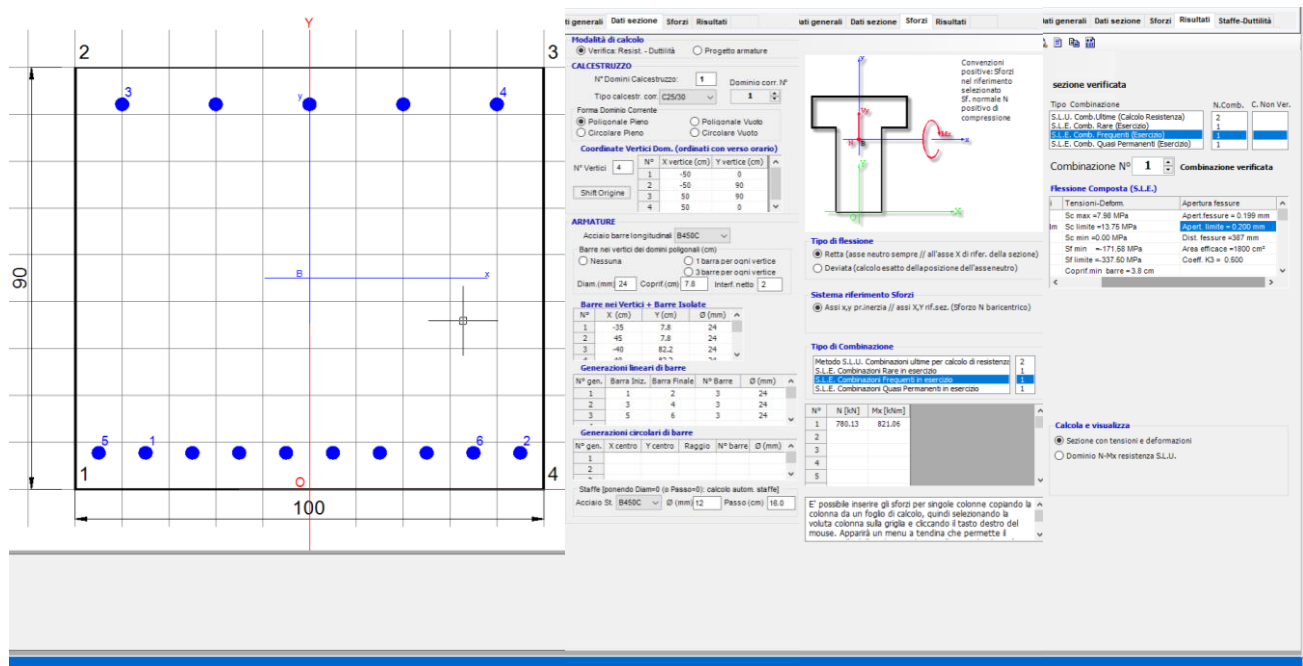 Y
2
3
3
y
4
90
B
x
5
1
6
2
1
O
4
100
ti generali Dati sezione Sforzi Risultati
Modalità di calcolo
Verifica: Resist. - Duttilità Progetto armature
CALCESTRUZZO
N° Domini Calcestruzzo: 1 Dominio corr. N°
Tipo calcestr. corr. C25/30 1
Forma Dominio Corrente
Poligonale Pieno Poligonale Vuoto
Circolare Pieno Circolare Vuoto
Coordinate Vertici Dom. (ordinati con verso orario)
N° Vertici 4
N° X vertice (cm) Y vertice (cm)
1 -50 0
2 -50 90
3 50 90
4 50 0
Shift Origine
ARMATURE
Acciaio barre longitudinali B450C
Barre nei vertici dei domini poligonali (cm)
Nessuna 1 barra per ogni vertice
3 barre per ogni vertice
Diam.(mm) 24 Coprif.(cm) 7.8 Interf. netto 2
Barre nei Vertici + Barre Isolate
N° X (cm) Y (cm) Ø (mm)
1 -35 7.8 24
2 45 7.8 24
3 -40 82.2 24
Generazioni lineari di barre
N° gen. Barra Iniz. Barra Finale N° Barre Ø (mm)
1 1 2 3 24
2 3 4 3 24
3 5 6 3 24
Generazioni circolari di barre
N° gen. X centro Y centro Raggio N° barre Ø (mm)
1
2
Staffe [ponendo Diam=0 (o Passo=0): calcolo autom. staffe]
Acciaio St. B450C Ø (mm) 12 Passo (cm) 16.0
ati generali Dati sezione Sforzi Risultati
Convenzioni
positive: Sforzi
nel riferimento
selezionato
Sf. normale N
positivo di
compressione
y
Mx
N
B
x
Y
O
X
Tipo di flessione
Retta (asse neutro sempre // all'asse X di rifer. della sezione)
Deviata (calcolo esatto della posizione dell'asse neutro)
Sistema riferimento Sforzi
Assi x,y pr.inerzia // assi X,Y rif.sez. (Sforzo N baricentrico)
Tipo di Combinazione
Metodo S.L.U. Combinazioni ultime per calcolo di resistenza 2
S.L.E. Combinazioni Rare in esercizio 1
S.L.E. Combinazioni Frequenti in esercizio 1
S.L.E. Combinazioni Quasi Permanenti in esercizio 1
N° N [kN] Mx [kNm]
1 780.13 821.06
2
3
4
5
E' possibile inserire gli sforzi per singole colonne copiando la
colonna da un foglio di calcolo, quindi selezionando la
voluta colonna sulla griglia e cliccando il tasto destro del
mouse. Apparirà un menu a tendina che permette il
ati generali Dati sezione Sforzi Risultati Staffe-Duttilità
sezione verificata
Tipo Combinazione N.Comb. C. Non Ver.
S.L.U. Comb.Ultime (Calcolo Resistenza) 2
S.L.E. Comb. Rare (Esercizio) 1
S.L.E. Comb. Frequenti (Esercizio) 1
S.L.E. Comb. Quasi Permanenti (Esercizio) 1
Combinazione N° 1 Combinazione verificata
Flessione Composta (S.L.E.)
Tensioni-Deform. Apertura fessure
Sc max =7.98 MPa Apert.fessure = 0.199 mm
Sc limite =13.75 MPa Apert. limite = 0.200 mm
Sc min =0.00 MPa Dist. fessure =387 mm
Sf min =-171.58 MPa Area efficace =1800 cm²
Sf limite =-337.50 MPa Coeff. K3 = 0.500
Coprif.min barre =3.8 cm
Calcola e visualizza
Sezione con tensioni e deformazioni
Dominio N-Mx resistenza S.L.U.